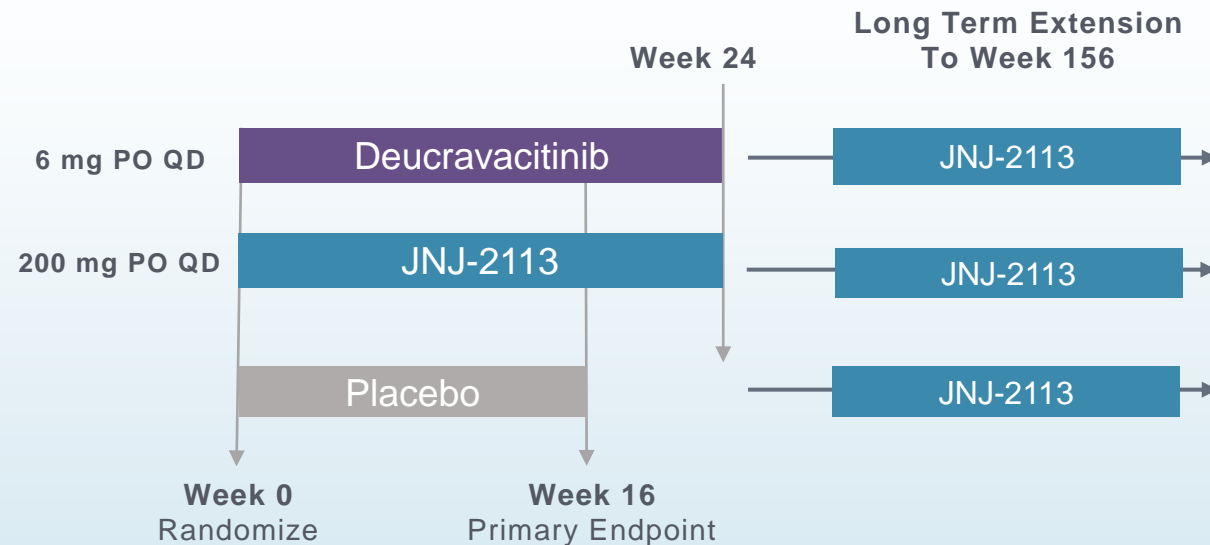 Long Term Extension
To Week 156
Week 24
6 mg PO QD
Deucravacitinib
JNJ-2113
200 mg PO QD
JNJ-2113
JNJ-2113
Placebo
JNJ-2113
Week 0
Randomize
Week 16
Primary Endpoint